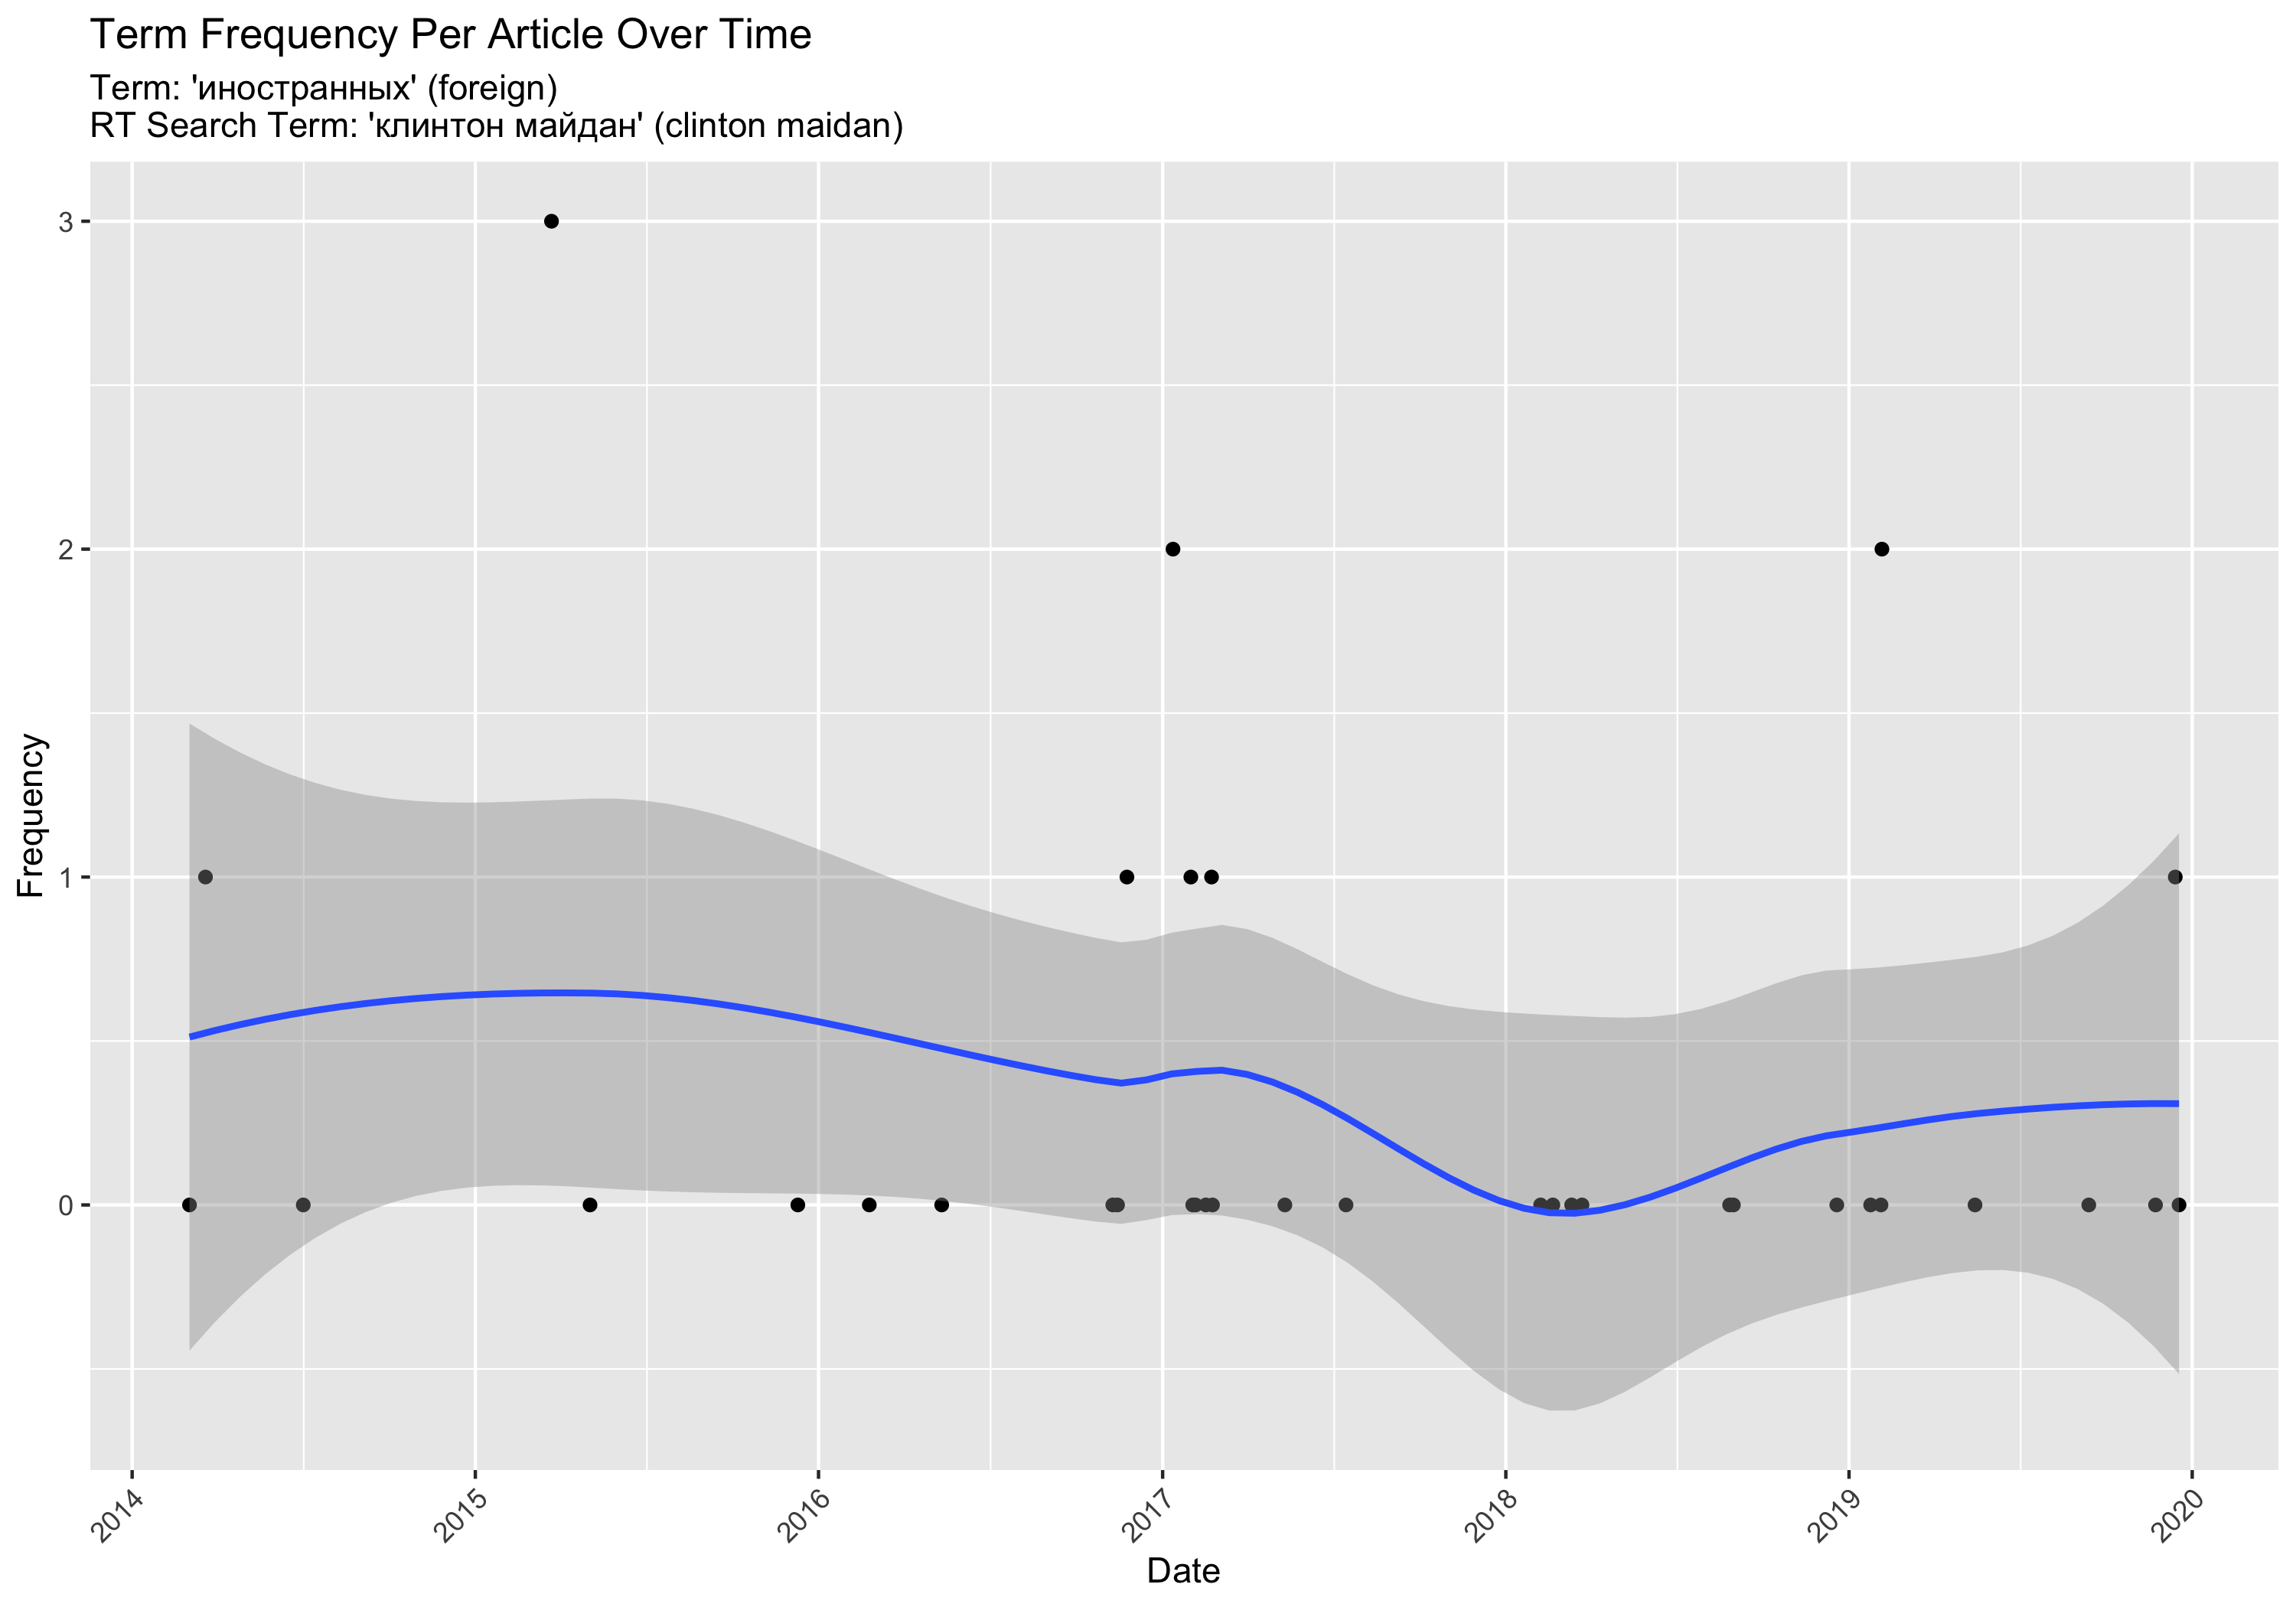 Term Frequency Per Article Over Time
Term: 'иностранных' (foreign)
RT Search Term: 'клинтон майдан' (clinton maidan)
3
2
1
0
Frequency
2014
2015
2016
2017
2018
2019
2020
Date